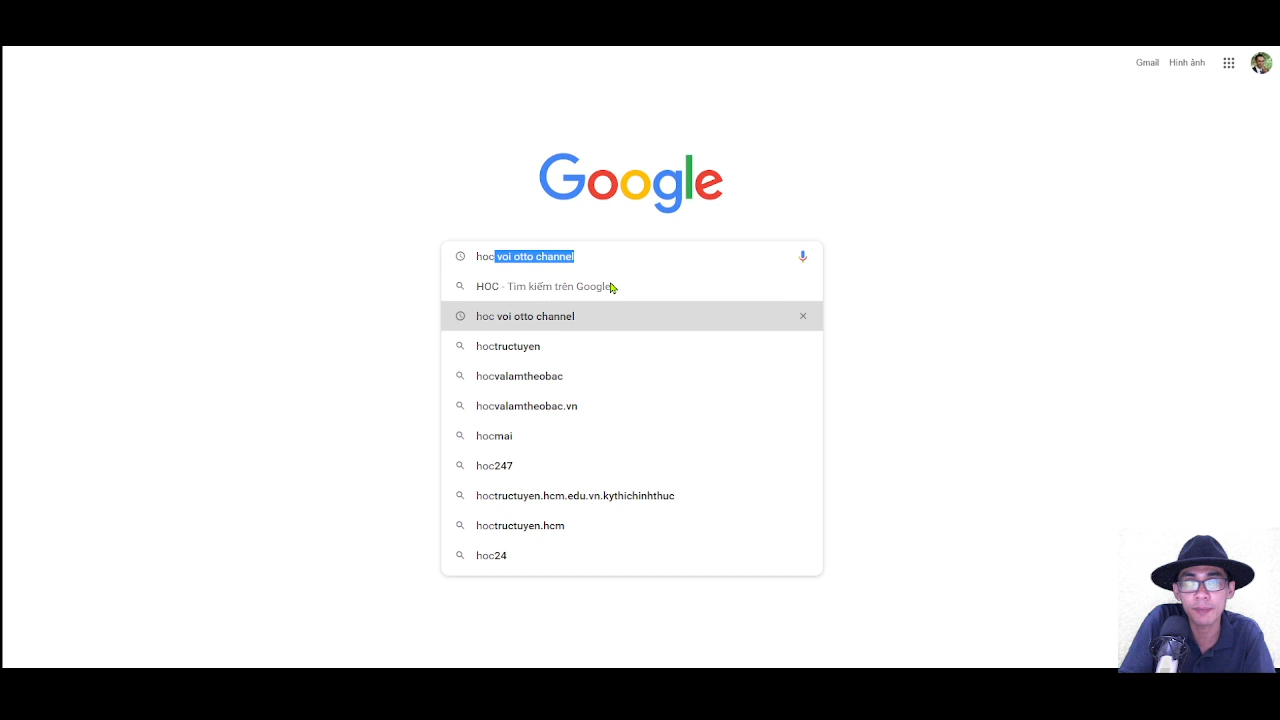 Gmail Hình ảnh
Google
hoc voi otto channel
HOC - Tìm kiếm trên Google
hoc voi otto channel
hoctructuyen
hocvalamtheobac
hocvalamtheobac.vn
hocmai
hoc247
hoctructuyen.hcm.edu.vn.kythichinhthuc
hoctructuyen.hcm
hoc24